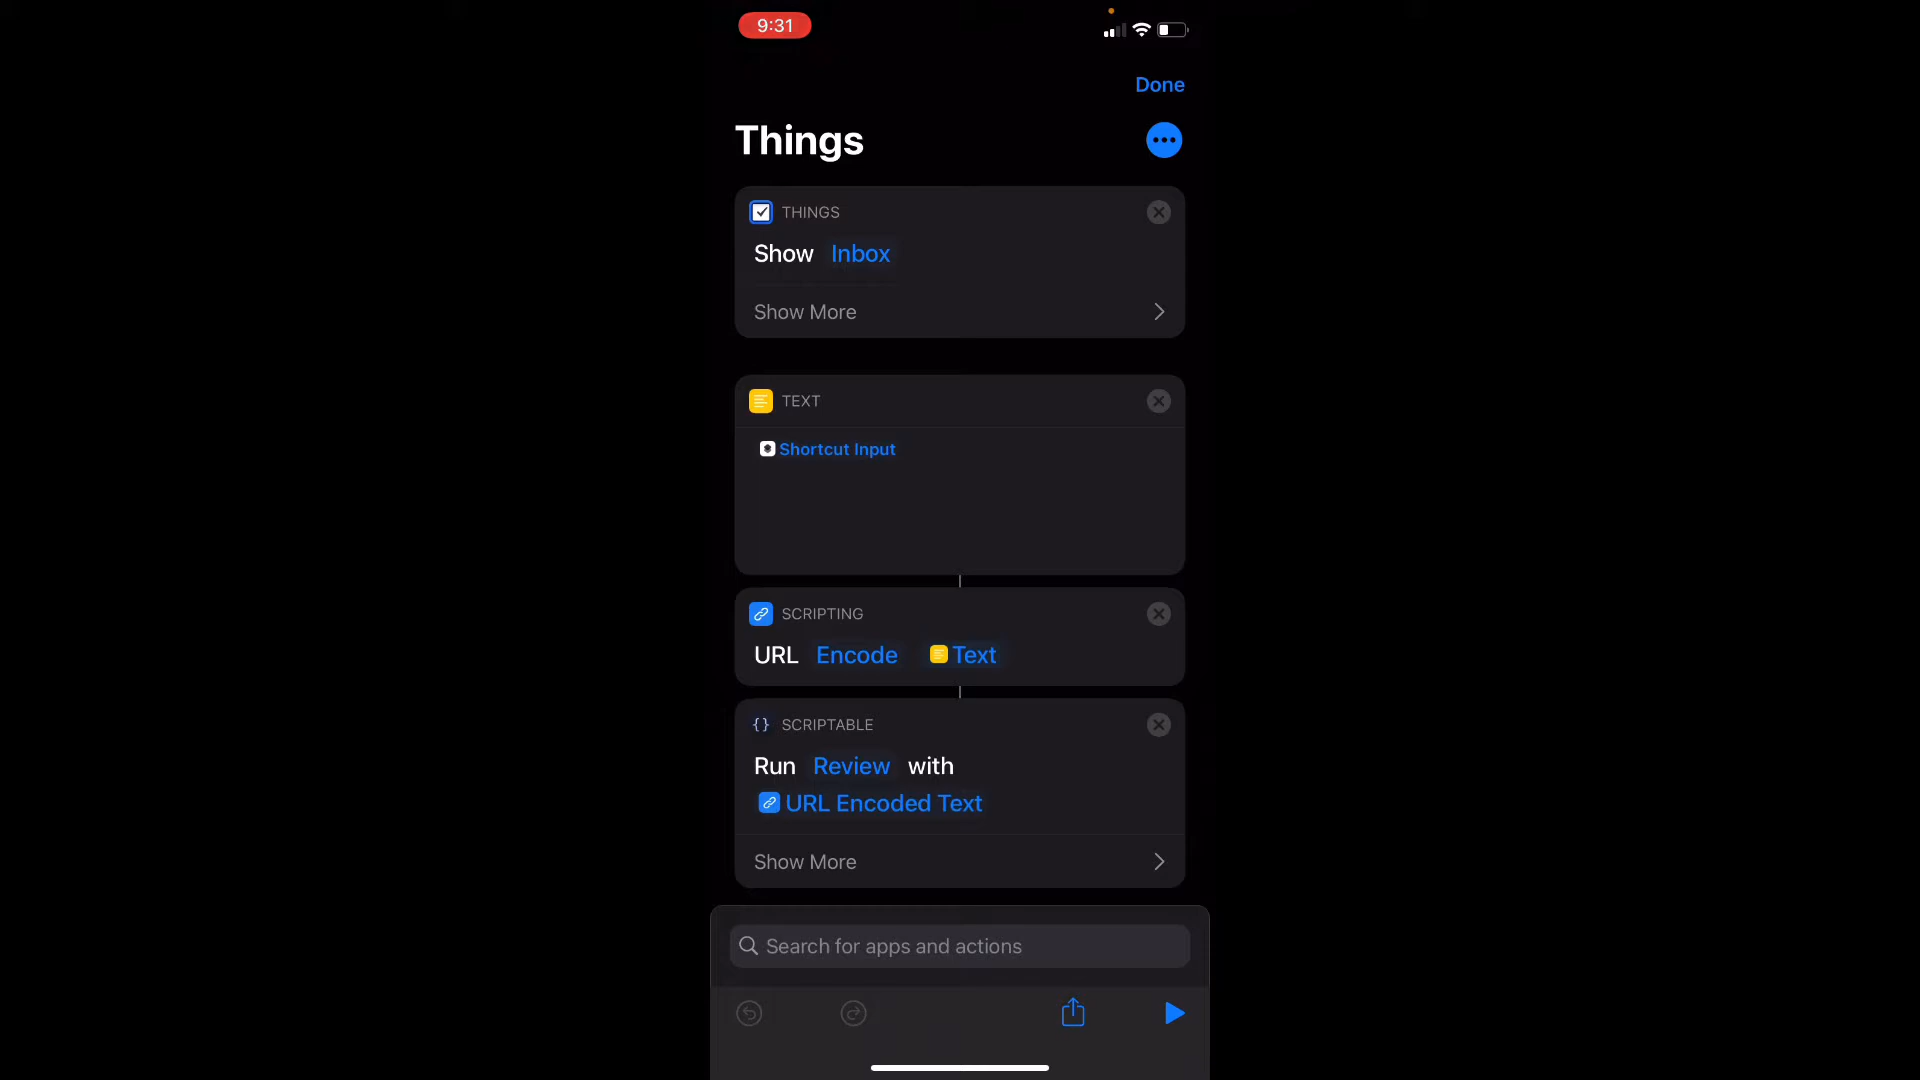 9:31
Done
Things
THINGS
Show Inbox
Show More
TEXT
Shortcut Input
SCRIPTING
URL Encode Text
{} SCRIPTABLE
Run Review with
URL Encoded Text
Show More
Search for apps and actions